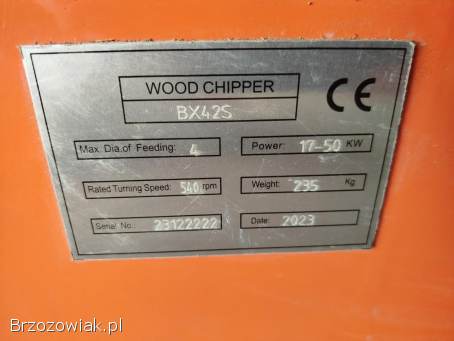 WOOD CHIPPER
BX42S
CE
Max. Dia.of Feeding: 4
Power: 17-50 KW
Rated Turning Speed: 540 rpm
Weight: 235 Kg
Serial No.: 23122222
Date: 2023
Brzozowiak.pl